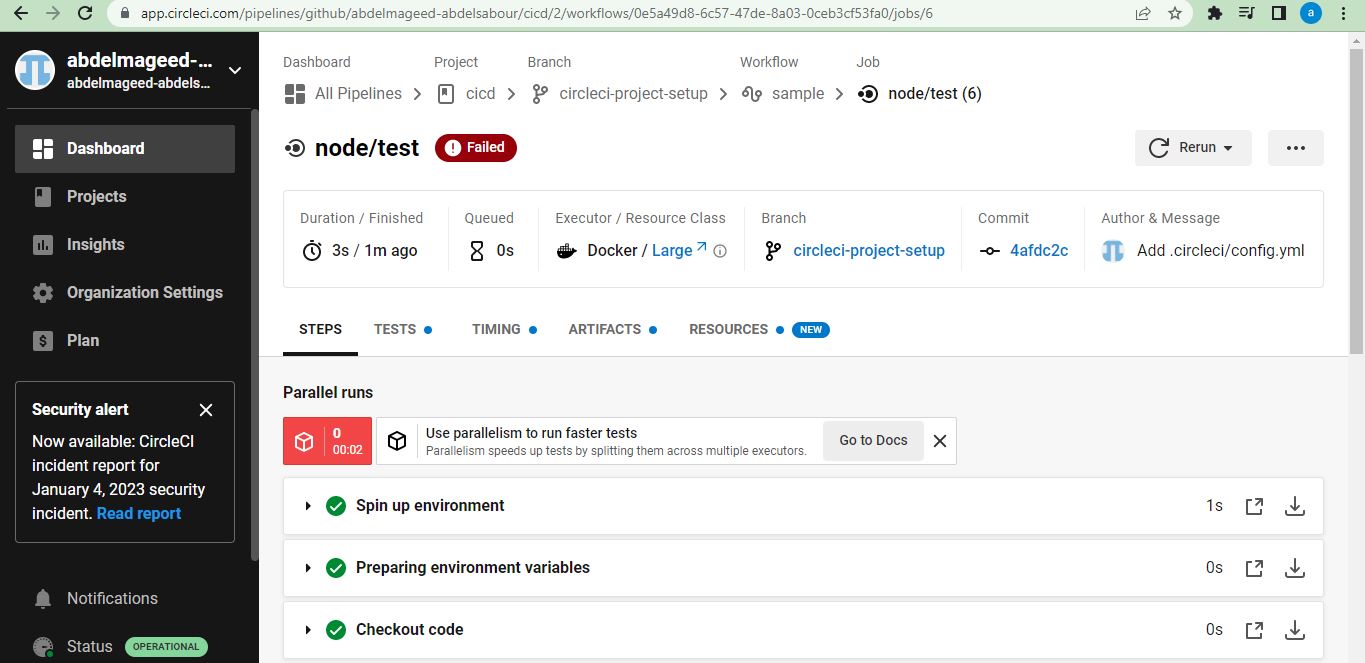 app.circleci.com/pipelines/github/abdelmageed-abdelsabour/cicd/2/workflows/0e5a49d8-6c57-47de-8a03-0ceb3cf53fa0/jobs/6
a
abdelmageed-...
abdelmageed-abdels...
Dashboard
Projects
Insights
Organization Settings
Plan
Security alert
Now available: CircleCI
incident report for
January 4, 2023 security
incident. Read report
Notifications
Status OPERATIONAL
Dashboard Project Branch Workflow Job
All Pipelines cicd circleci-project-setup sample node/test (6)
node/test Failed
Rerun
Duration / Finished Queued Executor / Resource Class Branch Commit Author & Message
3s / 1m ago 0s Docker / Large circleci-project-setup 4afdc2c Add .circleci/config.yml
STEPS TESTS TIMING ARTIFACTS RESOURCES NEW
Parallel runs
0
00:02
Use parallelism to run faster tests
Parallelism speeds up tests by splitting them across multiple executors.
Go to Docs
Spin up environment 1s
Preparing environment variables 0s
Checkout code 0s